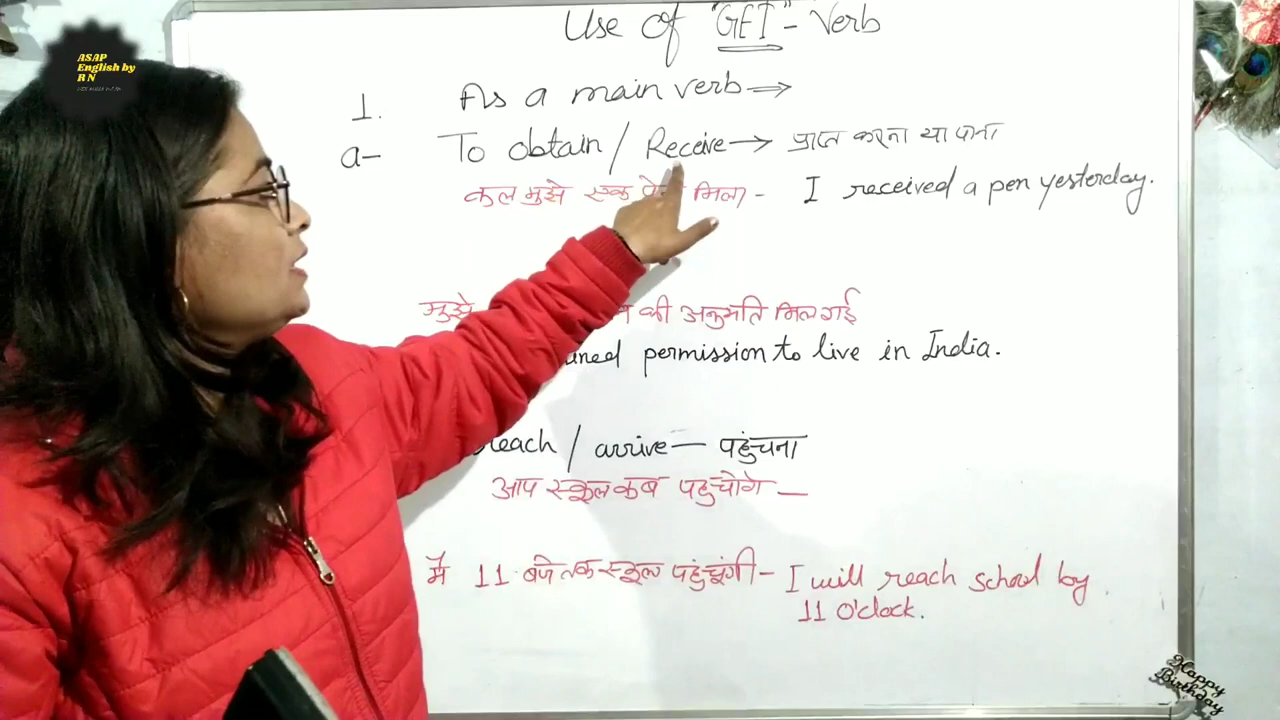 ASAP
English by
R N
Use of "GET" - Verb
1. As a main verb ⇒
a- To obtain / Receive → प्राप्त करना या पाना
कल मुझे एक मिला - I received a pen yesterday.
मुझे की अनुमति मिल गई
permission to live in India.
/ arrive — पहुंचना
आप स्कूल कब पहुचोगे —
मैं 11 बजे तक स्कूल पहुंचूंगी - I will reach school by
11 O'clock.
Happy
Birthday